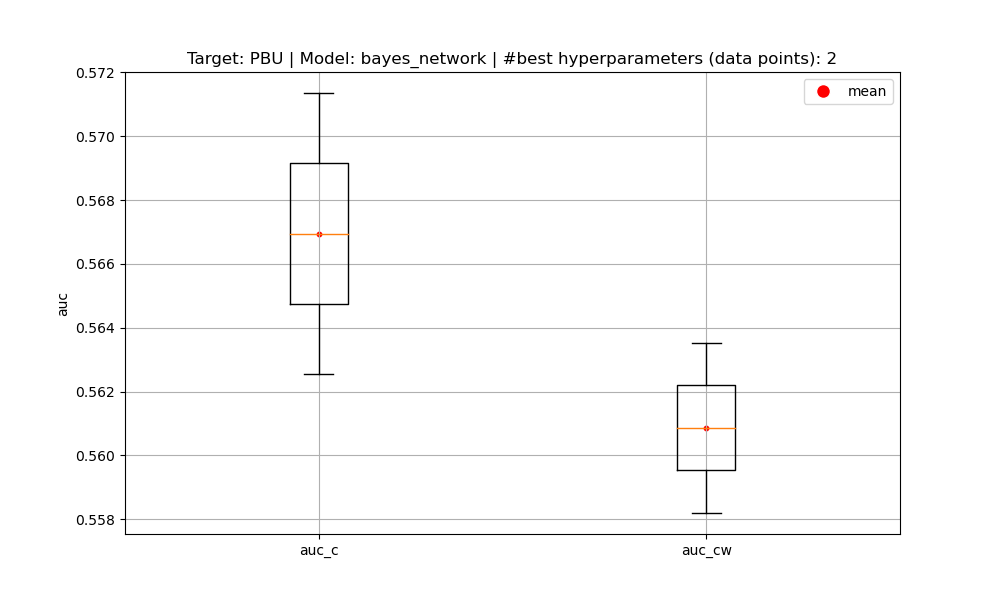 Target: PBU | Model: bayes_network | #best hyperparameters (data points): 2
mean
0.572
0.570
0.568
0.566
0.564
0.562
0.560
0.558
auc
auc_c
auc_cw